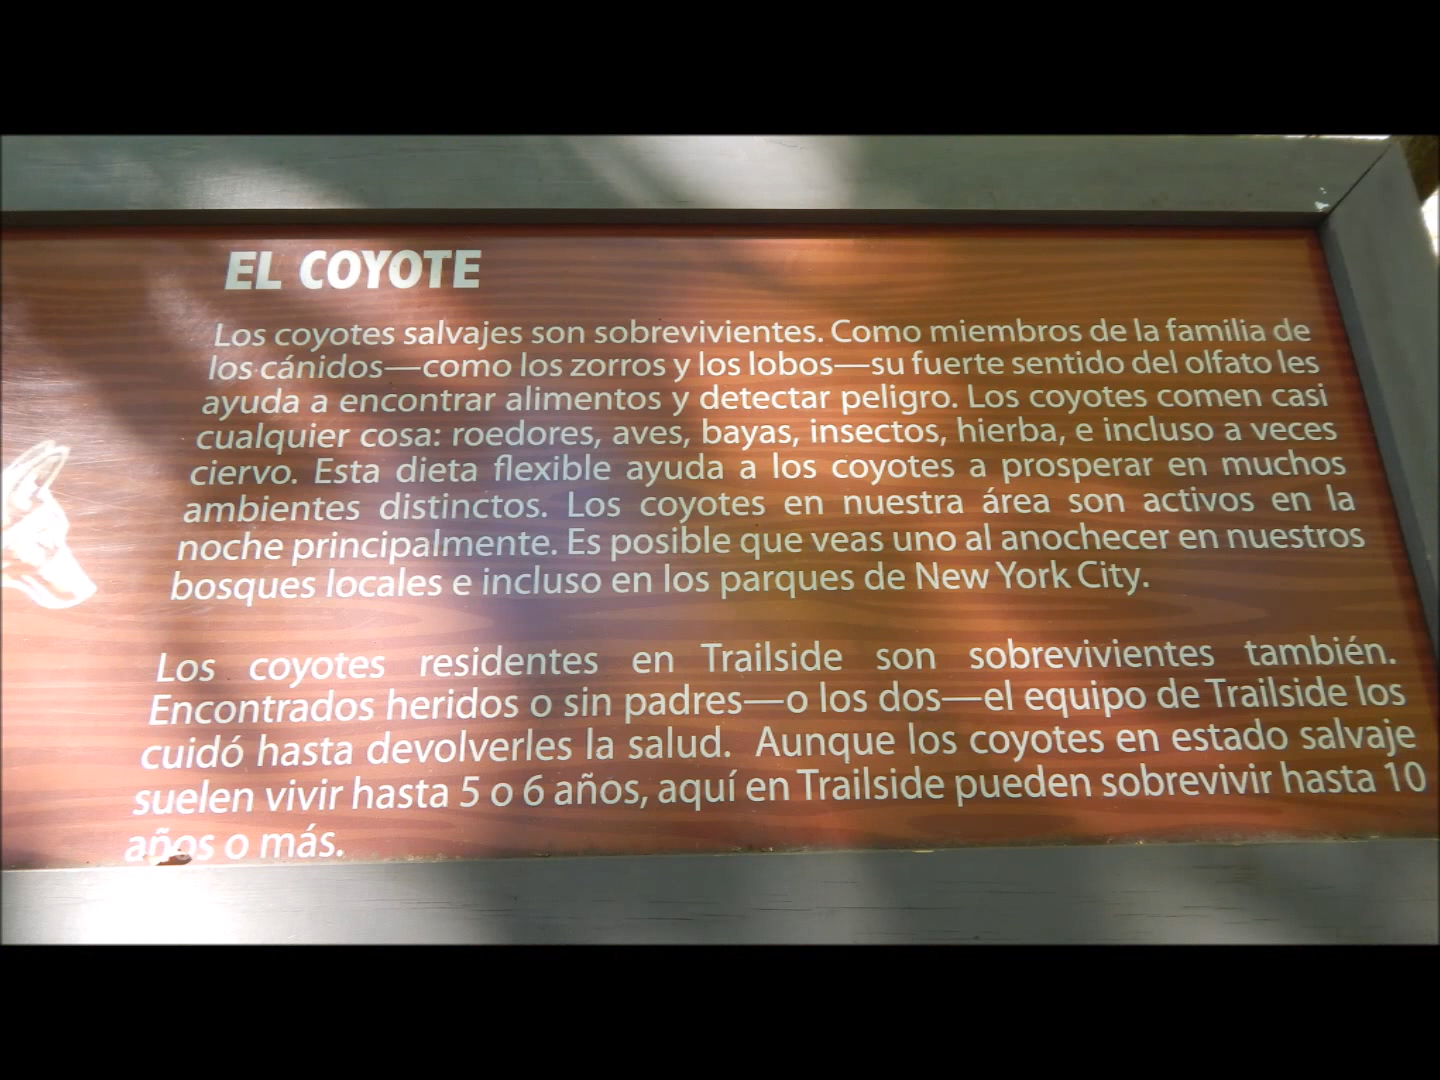 EL COYOTE
Los coyotes salvajes son sobrevivientes. Como miembros de la familia de
los cánidos—como los zorros y los lobos—su fuerte sentido del olfato les
ayuda a encontrar alimentos y detectar peligro. Los coyotes comen casi
cualquier cosa: roedores, aves, bayas, insectos, hierba, e incluso a veces
ciervo. Esta dieta flexible ayuda a los coyotes a prosperar en muchos
ambientes distinctos. Los coyotes en nuestra área son activos en la
noche principalmente. Es posible que veas uno al anochecer en nuestros
bosques locales e incluso en los parques de New York City.
Los coyotes residentes en Trailside son sobrevivientes también.
Encontrados heridos o sin padres—o los dos—el equipo de Trailside los
cuidó hasta devolverles la salud. Aunque los coyotes en estado salvaje
suelen vivir hasta 5 o 6 años, aquí en Trailside pueden sobrevivir hasta 10
años o más.